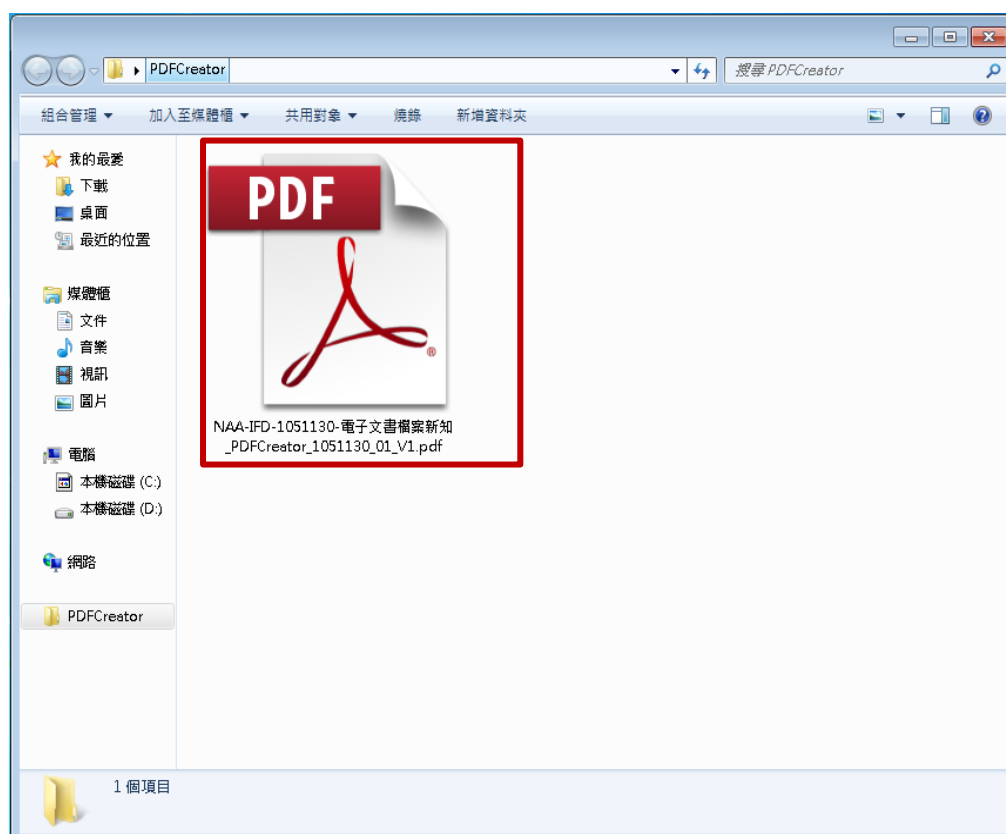 PDFCreator
搜尋 PDFCreator
組合管理 加入至媒體櫃 共用對象 燒錄 新增資料夾
我的最愛
下載
桌面
最近的位置
媒體櫃
文件
音樂
視訊
圖片
電腦
本機磁碟 (C:)
本機磁碟 (D:)
網路
PDFCreator
PDF
®
NAA-IFD-1051130-電子文書檔案新知
_PDFCreator_1051130_01_V1.pdf
1 個項目